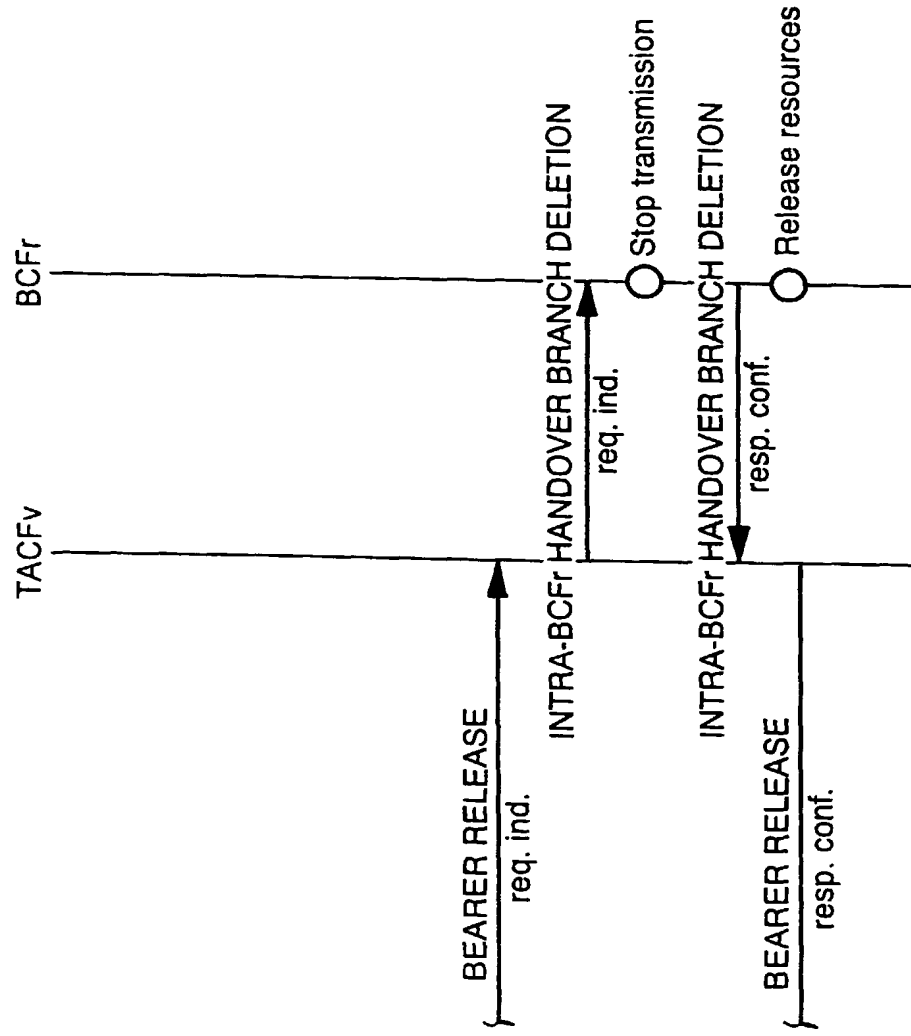 TACFv
BCFr
BEARER RELEASE
req. ind.
INTRA-BCFr HANDOVER BRANCH DELETION
req. ind.
Stop transmission
INTRA-BCFr HANDOVER BRANCH DELETION
resp. conf.
Release resources
BEARER RELEASE
resp. conf.